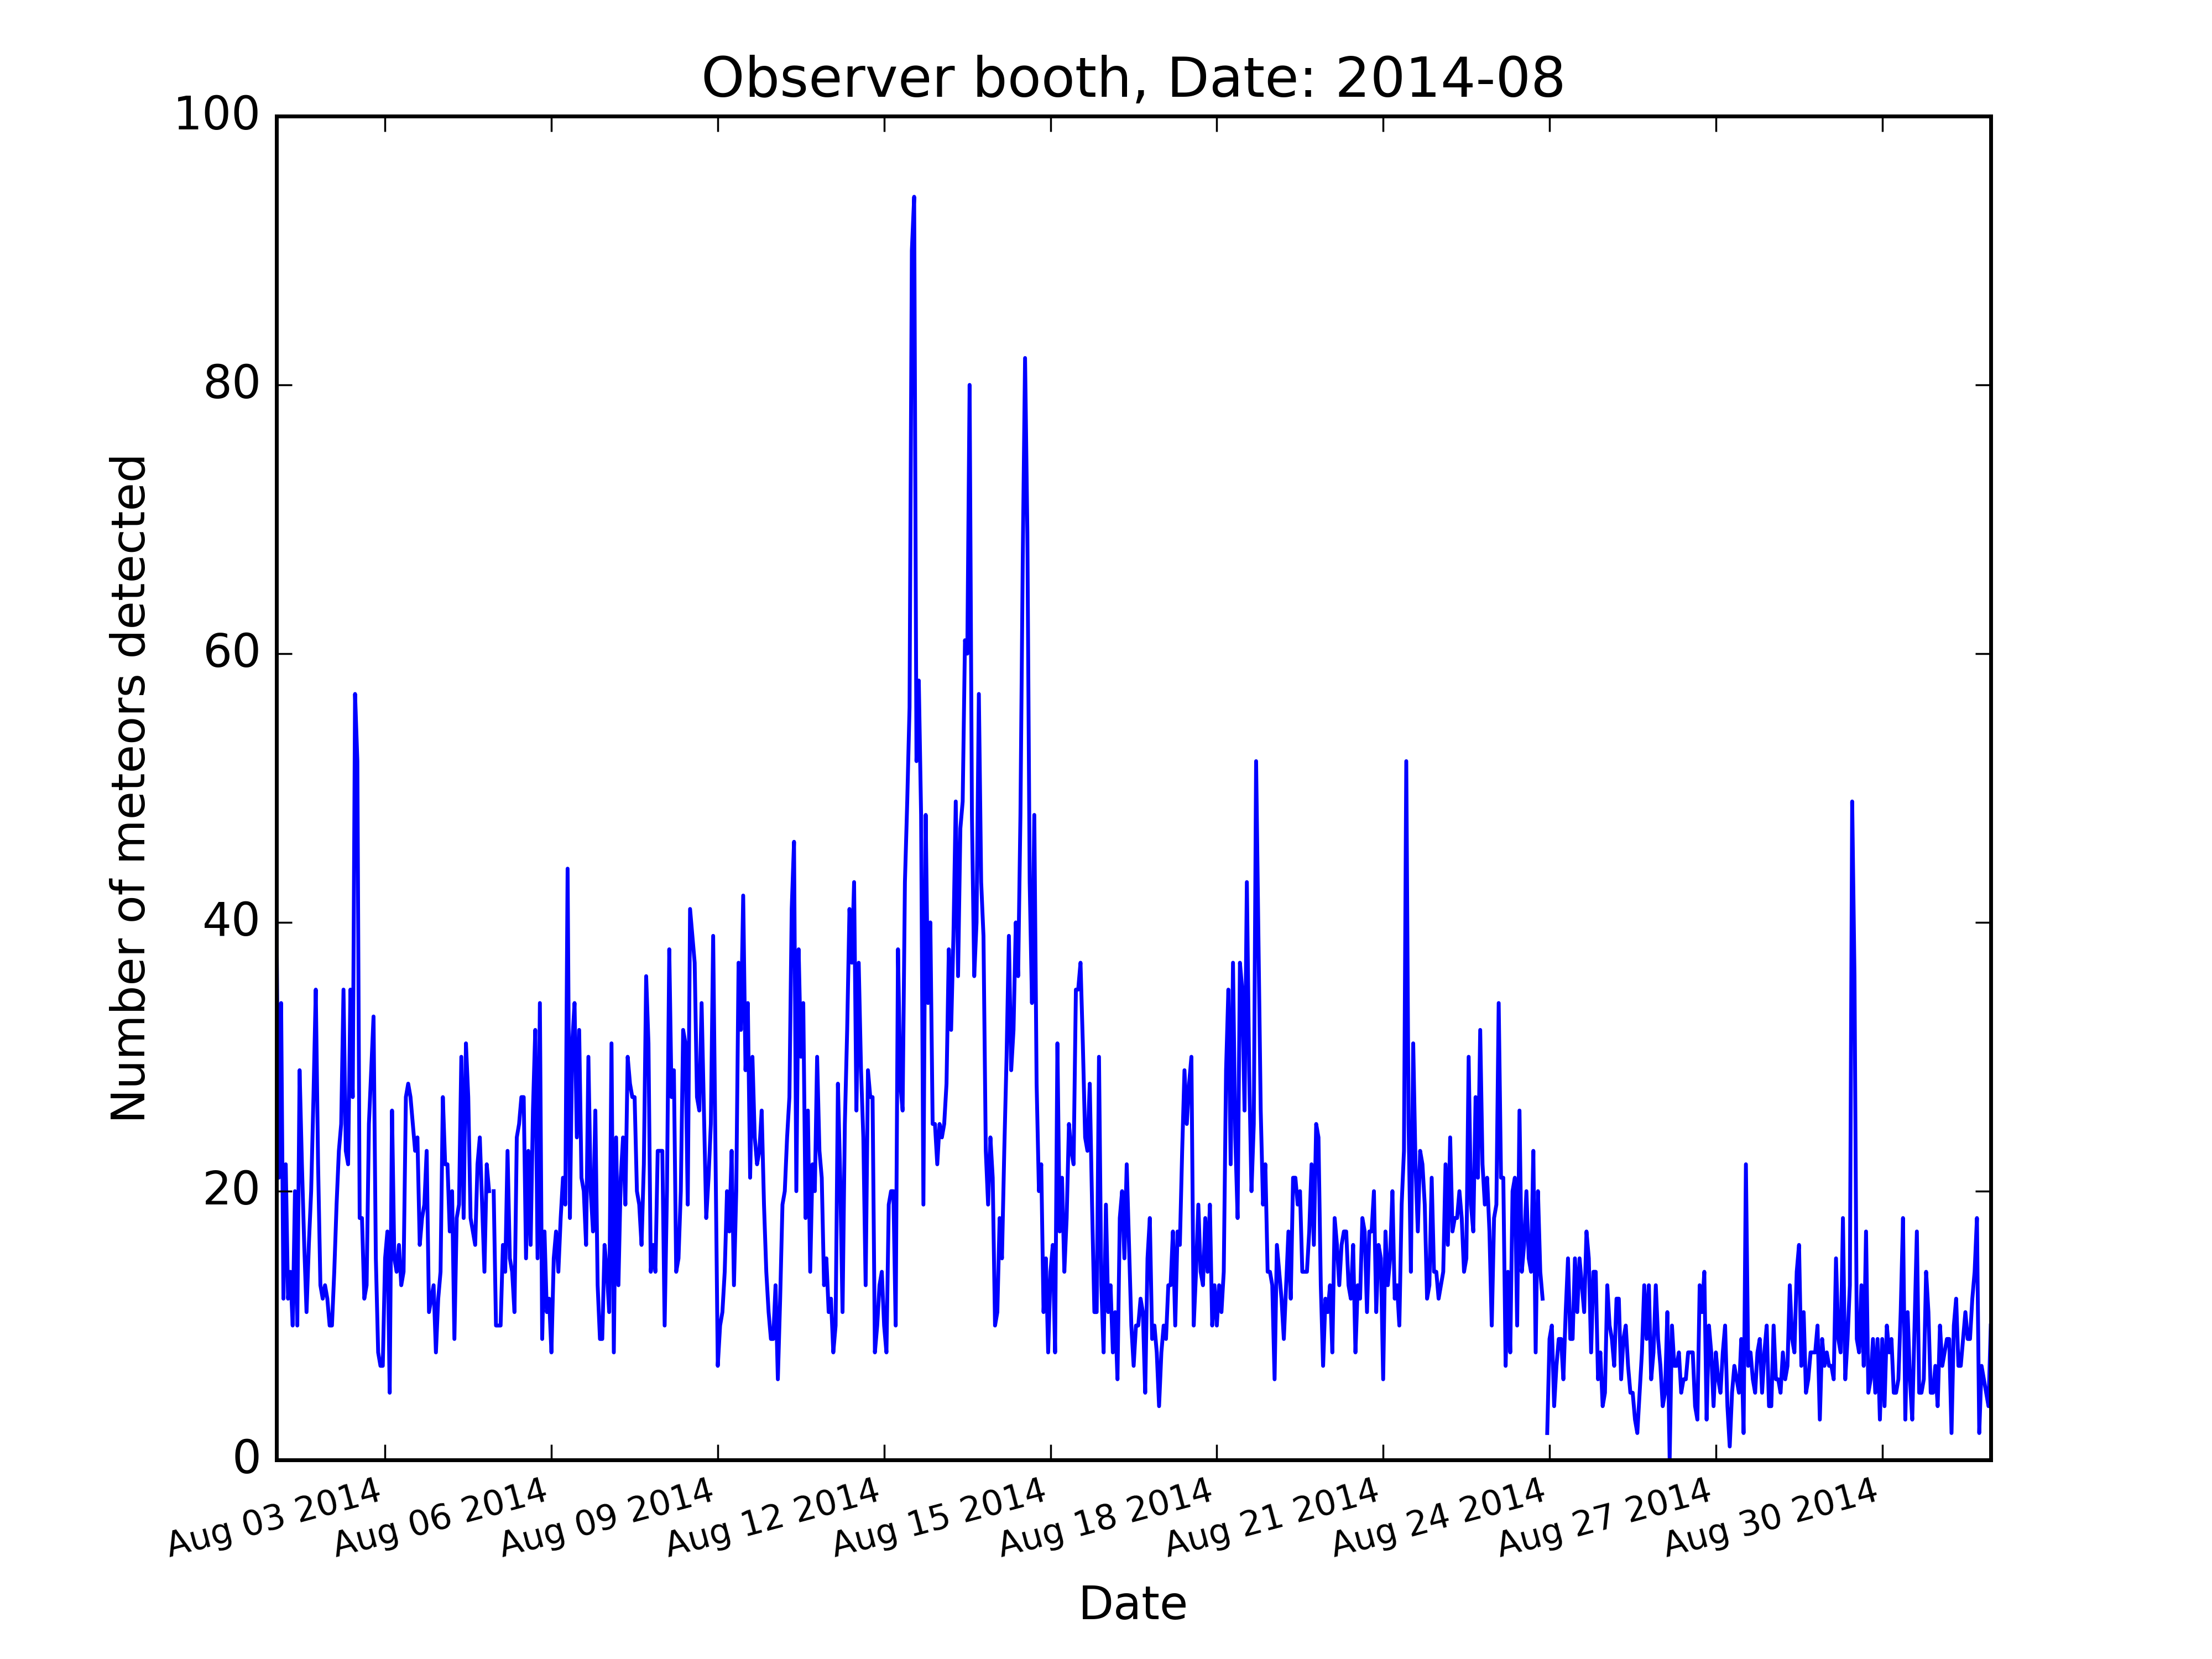 Observer booth, Date: 2014-08
100
80
60
40
20
0
Number of meteors detected
Aug 03 2014
Aug 06 2014
Aug 09 2014
Aug 12 2014
Aug 15 2014
Aug 18 2014
Aug 21 2014
Aug 24 2014
Aug 27 2014
Aug 30 2014
Date